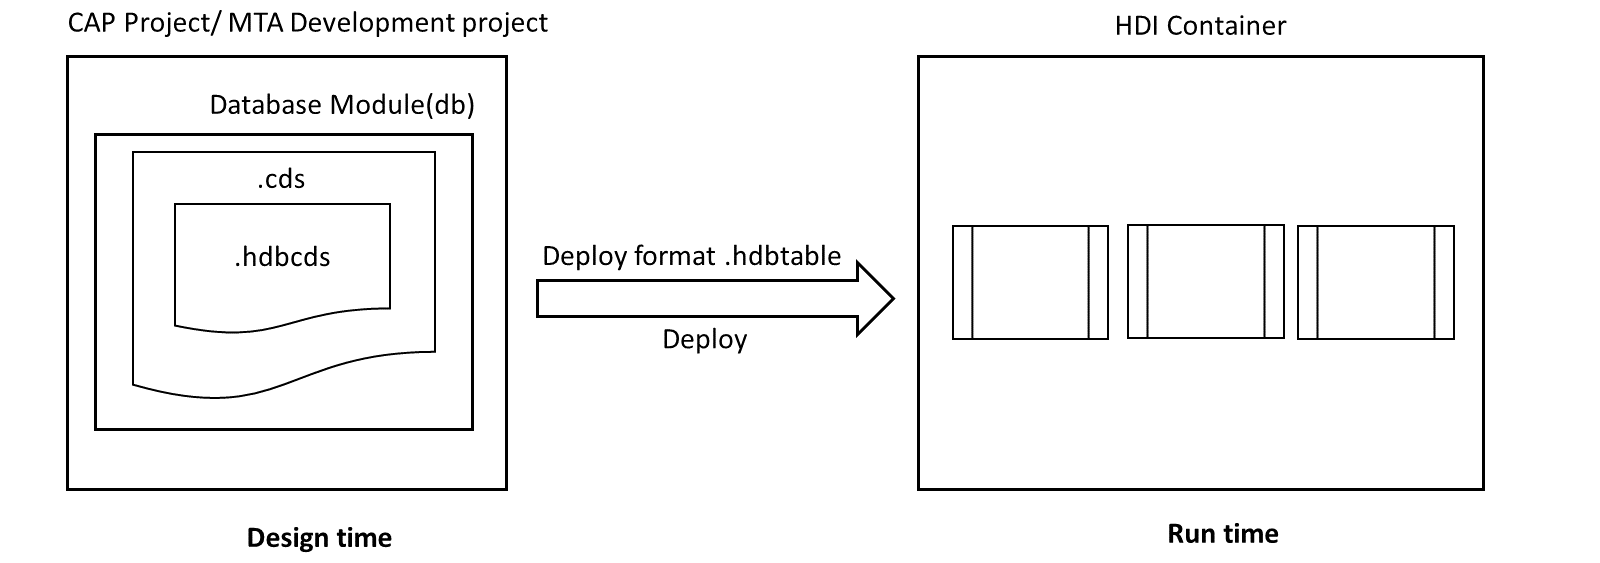 CAP Project/ MTA Development project
HDI Container
Database Module(db)
.cds
.hdbcds
Deploy format .hdbtable
Deploy
Design time
Run time